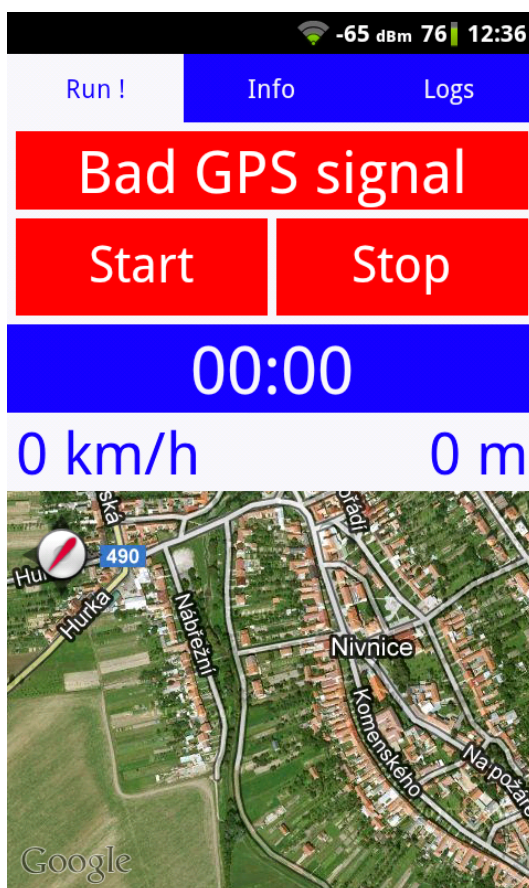 -65 dBm 76 12:36
Run ! Info Logs
Bad GPS signal
Start Stop
00:00
0 km/h 0 m
490
Hurka
Nábřežní
Nivnice
Komenského
Google